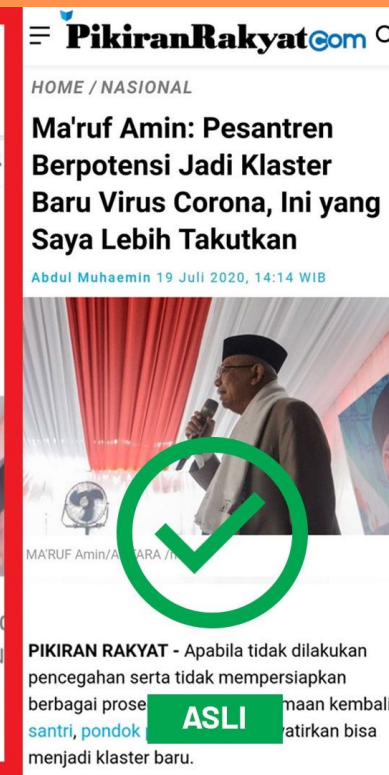 PikiranRakyat.com
HOME / NASIONAL
Ma'ruf Amin: Pesantren
Berpotensi Jadi Klaster
Baru Virus Corona, Ini yang
Saya Lebih Takutkan
Abdul Muhaemin 19 Juli 2020, 14:14 WIB
MA'RUF Amin/
PIKIRAN RAKYAT - Apabila tidak dilakukan
pencegahan serta tidak mempersiapkan
berbagai prose maan kembali
santri, pondok ASLI yatirkan bisa
menjadi klaster baru.